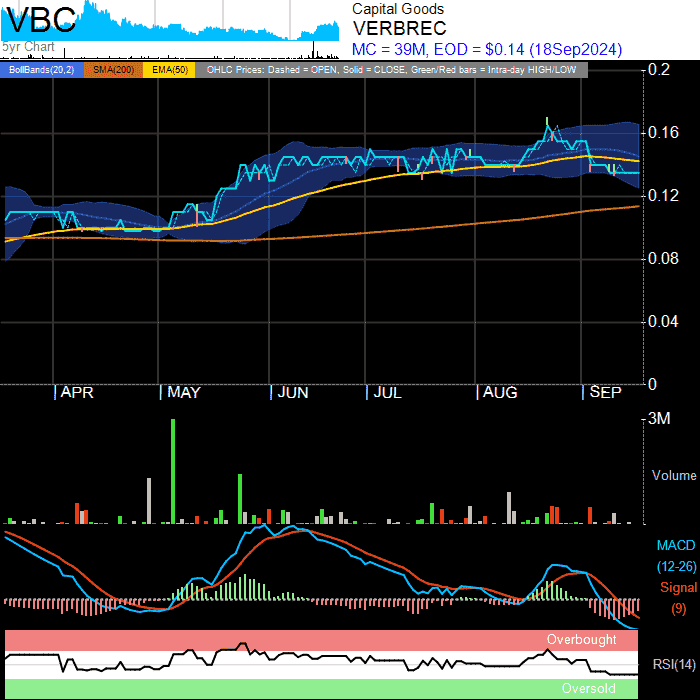 VBC
5yr Chart
Capital Goods
VERBREC
MC = 39M, EOD = $0.14 (18Sep2024)
BollBands(20,2) SMA(200) EMA(50) OHLC Prices: Dashed = OPEN, Solid = CLOSE, Green/Red bars = Intra-day HIGH/LOW
0.2
0.16
0.12
0.08
0.04
0
APR MAY JUN JUL AUG SEP
3M
Volume
MACD
(12-26)
Signal
(9)
Overbought
RSI(14)
Oversold